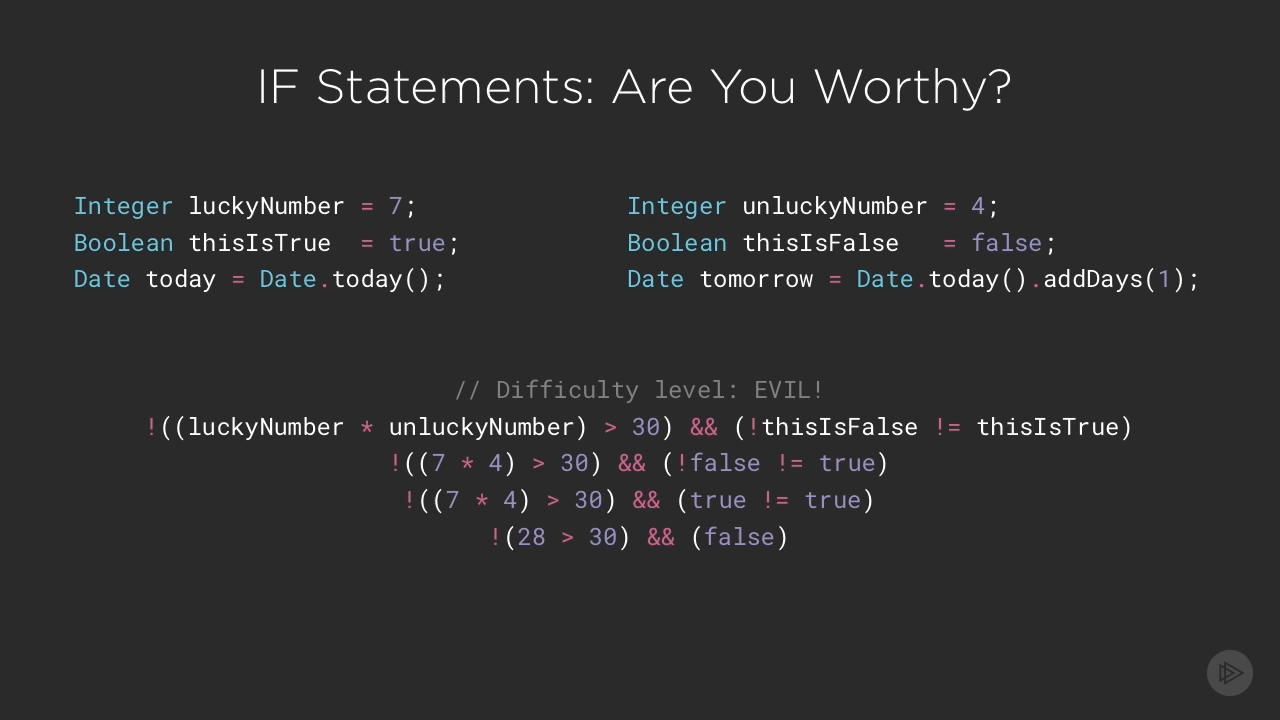 IF Statements: Are You Worthy?
Integer luckyNumber = 7;
Boolean thisIsTrue  = true;
Date today = Date.today();
Integer unluckyNumber = 4;
Boolean thisIsFalse   = false;
Date tomorrow = Date.today().addDays(1);
// Difficulty level: EVIL!
!((luckyNumber * unluckyNumber) > 30) && (!thisIsFalse != thisIsTrue)
!((7 * 4) > 30) && (!false != true)
!((7 * 4) > 30) && (true != true)
!(28 > 30) && (false)